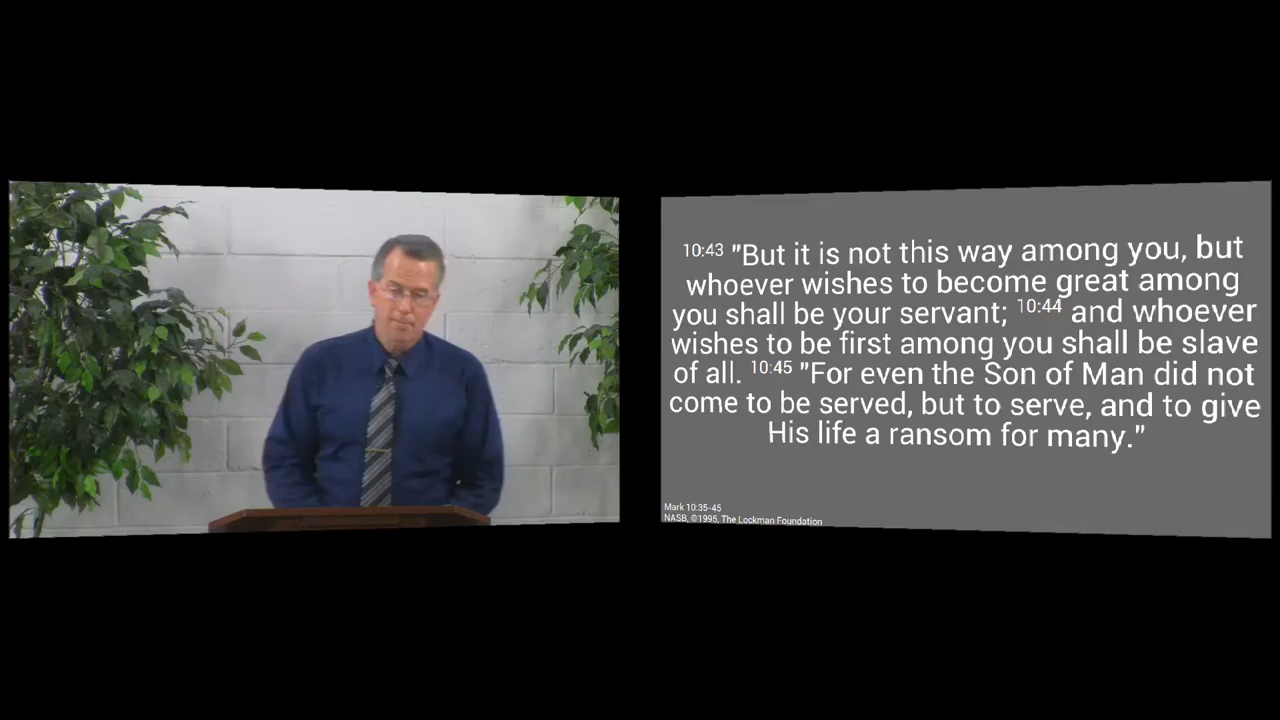 10:43 "But it is not this way among you, but
whoever wishes to become great among
you shall be your servant; 10:44 and whoever
wishes to be first among you shall be slave
of all. 10:45 "For even the Son of Man did not
come to be served, but to serve, and to give
His life a ransom for many."
Mark 10:35-45
NASB, ©1995, The Lockman Foundation